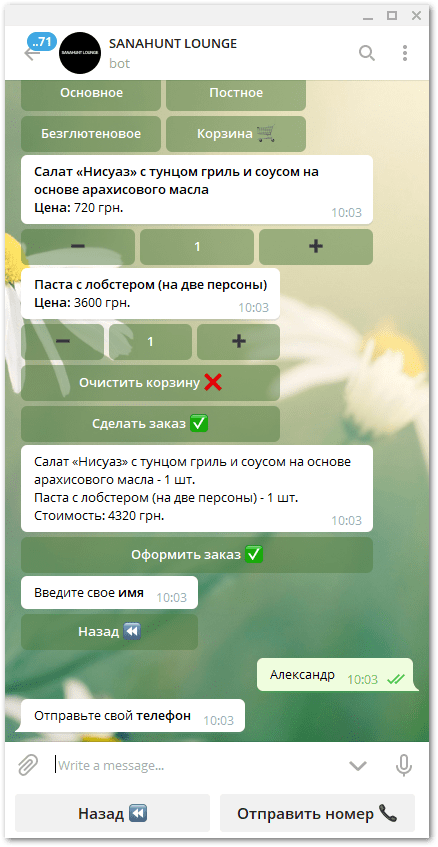 ..71
SANAHUNT LOUNGE
bot
SANAHUNT LOUNGE
Основное
Постное
Безглютеновое
Корзина 🛒
Салат «Нисуаз» с тунцом гриль и соусом на
основе арахисового масла
Цена: 720 грн.
10:03
1
Паста с лобстером (на две персоны)
Цена: 3600 грн.
10:03
1
Очистить корзину ❌
Сделать заказ ✅
Салат «Нисуаз» с тунцом гриль и соусом на основе
арахисового масла - 1 шт.
Паста с лобстером (на две персоны) - 1 шт.
Стоимость: 4320 грн.
10:03
Оформить заказ ✅
Введите свое имя
10:03
Назад ⏪
Александр
10:03
Отправьте свой телефон
10:03
Write a message...
Назад ⏪
Отправить номер 📞